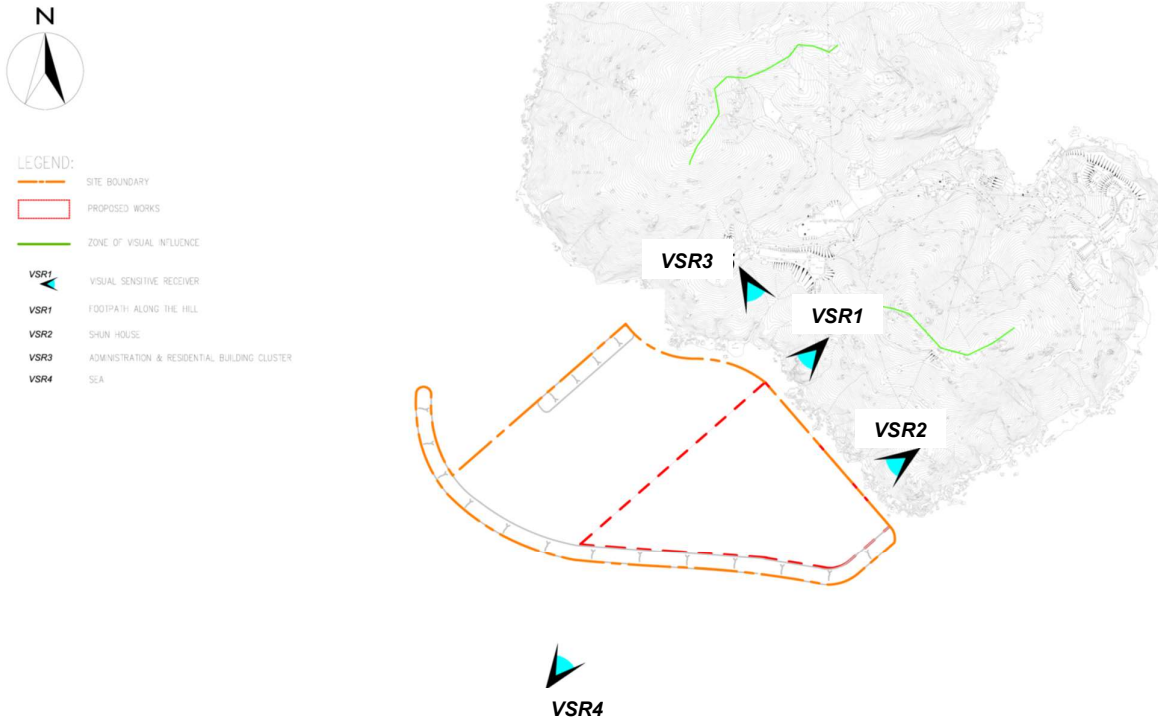 N
LEGEND:
SITE BOUNDARY
PROPOSED WORKS
ZONE OF VISUAL INFLUENCE
VSR1 VISUAL SENSITIVE RECEIVER
VSR1 FOOTPATH ALONG THE HILL
VSR2 SHUN HOUSE
VSR3 ADMINISTRATION & RESIDENTIAL BUILDING CLUSTER
VSR4 SEA
VSR3
VSR1
VSR2
VSR4